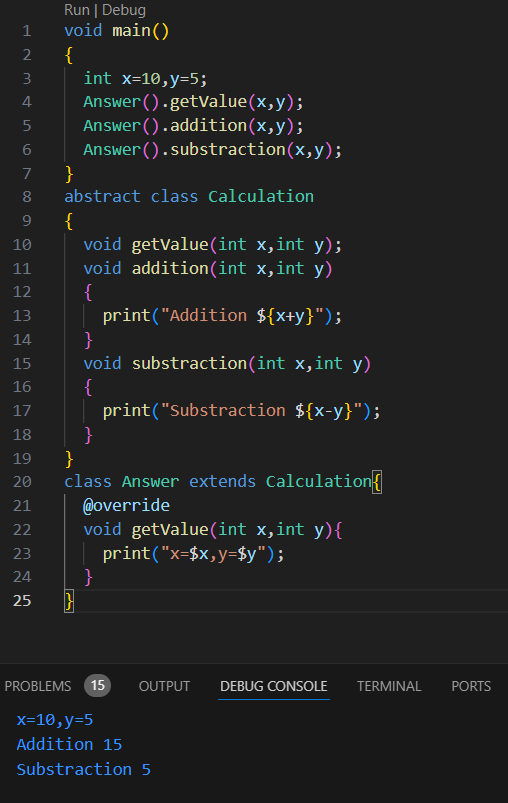 Run | Debug
1 void main()
2 {
3 int x=10,y=5;
4 Answer().getValue(x,y);
5 Answer().addition(x,y);
6 Answer().substraction(x,y);
7 }
8 abstract class Calculation
9 {
10 void getValue(int x,int y);
11 void addition(int x,int y)
12 {
13 print("Addition ${x+y}");
14 }
15 void substraction(int x,int y)
16 {
17 print("Substraction ${x-y}");
18 }
19 }
20 class Answer extends Calculation{
21 @override
22 void getValue(int x,int y){
23 print("x=$x,y=$y");
24 }
25 }
PROBLEMS 15 OUTPUT DEBUG CONSOLE TERMINAL PORTS
x=10,y=5
Addition 15
Substraction 5